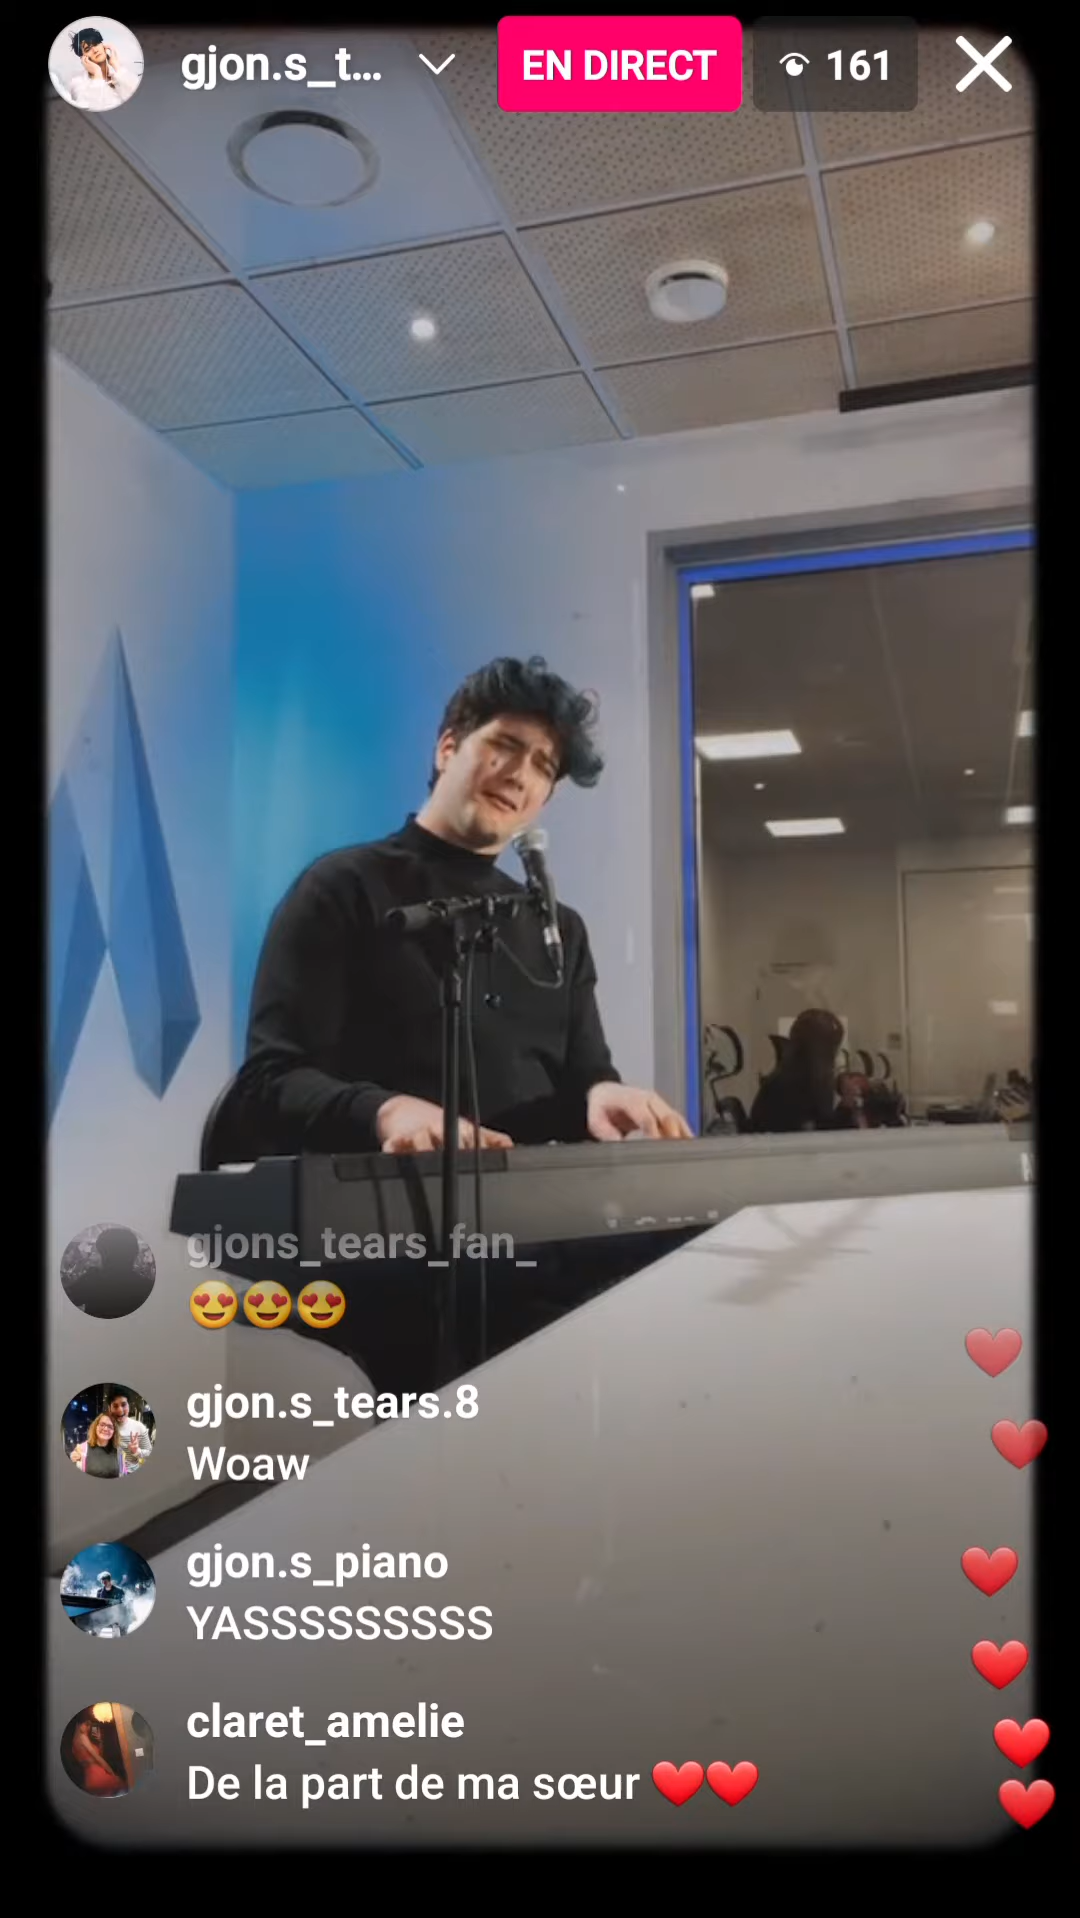 gjon.s_t...
EN DIRECT
161
gjons_tears_fan_
😍😍😍
gjon.s_tears.8
Woaw
gjon.s_piano
YASSSSSSSSS
claret_amelie
De la part de ma sœur ❤️❤️